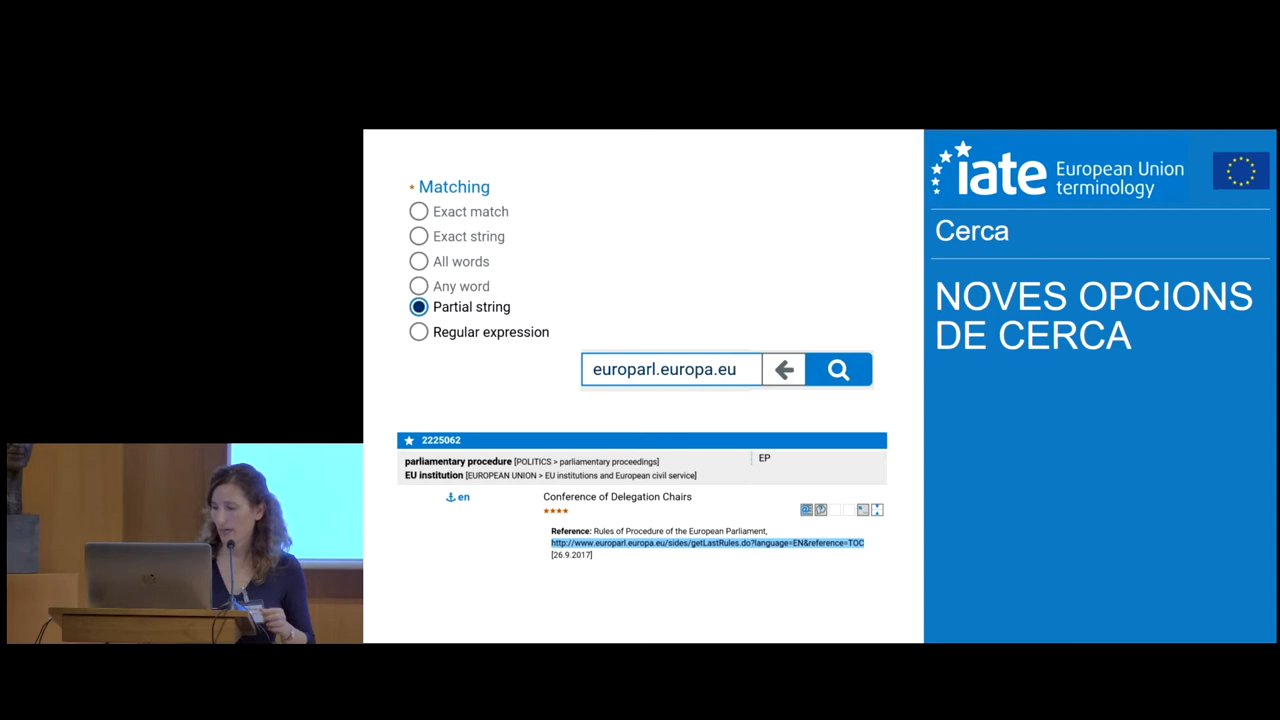 * Matching
Exact match
Exact string
All words
Any word
Partial string
Regular expression
europarl.europa.eu
2225062
parliamentary procedure [POLITICS > parliamentary proceedings]
EP
EU institution [EUROPEAN UNION > EU institutions and European civil service]
en
Conference of Delegation Chairs
Reference: Rules of Procedure of the European Parliament,
http://www.europarl.europa.eu/sides/getLastRules.do?language=EN&reference=TOC
[26.9.2017]
iate European Union
terminology
Cerca
NOVES OPCIONS
DE CERCA